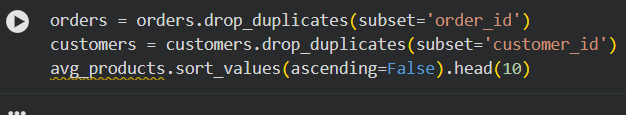 orders = orders.drop_duplicates(subset='order_id')
customers = customers.drop_duplicates(subset='customer_id')
avg_products.sort_values(ascending=False).head(10)